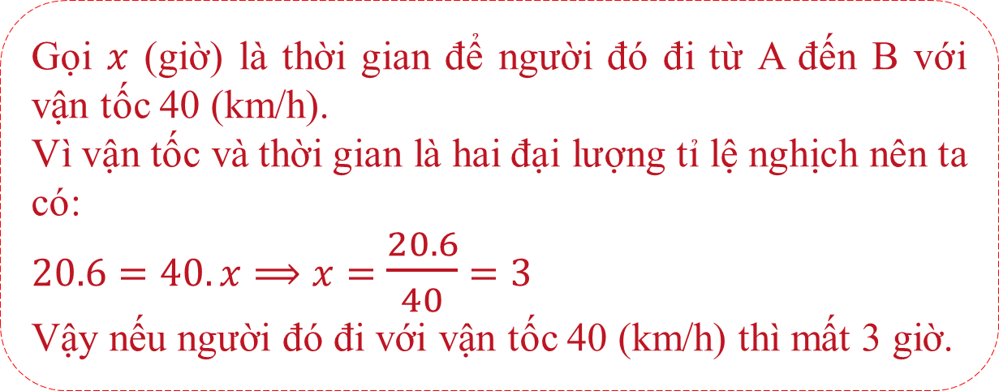 Gọi 𝑥 (giờ) là thời gian để người đó đi từ A đến B với
vận tốc 40 (km/h).
Vì vận tốc và thời gian là hai đại lượng tỉ lệ nghịch nên ta
có:
20.6 = 40. 𝑥 ⟹ 𝑥 = \frac{20.6}{40} = 3
Vậy nếu người đó đi với vận tốc 40 (km/h) thì mất 3 giờ.